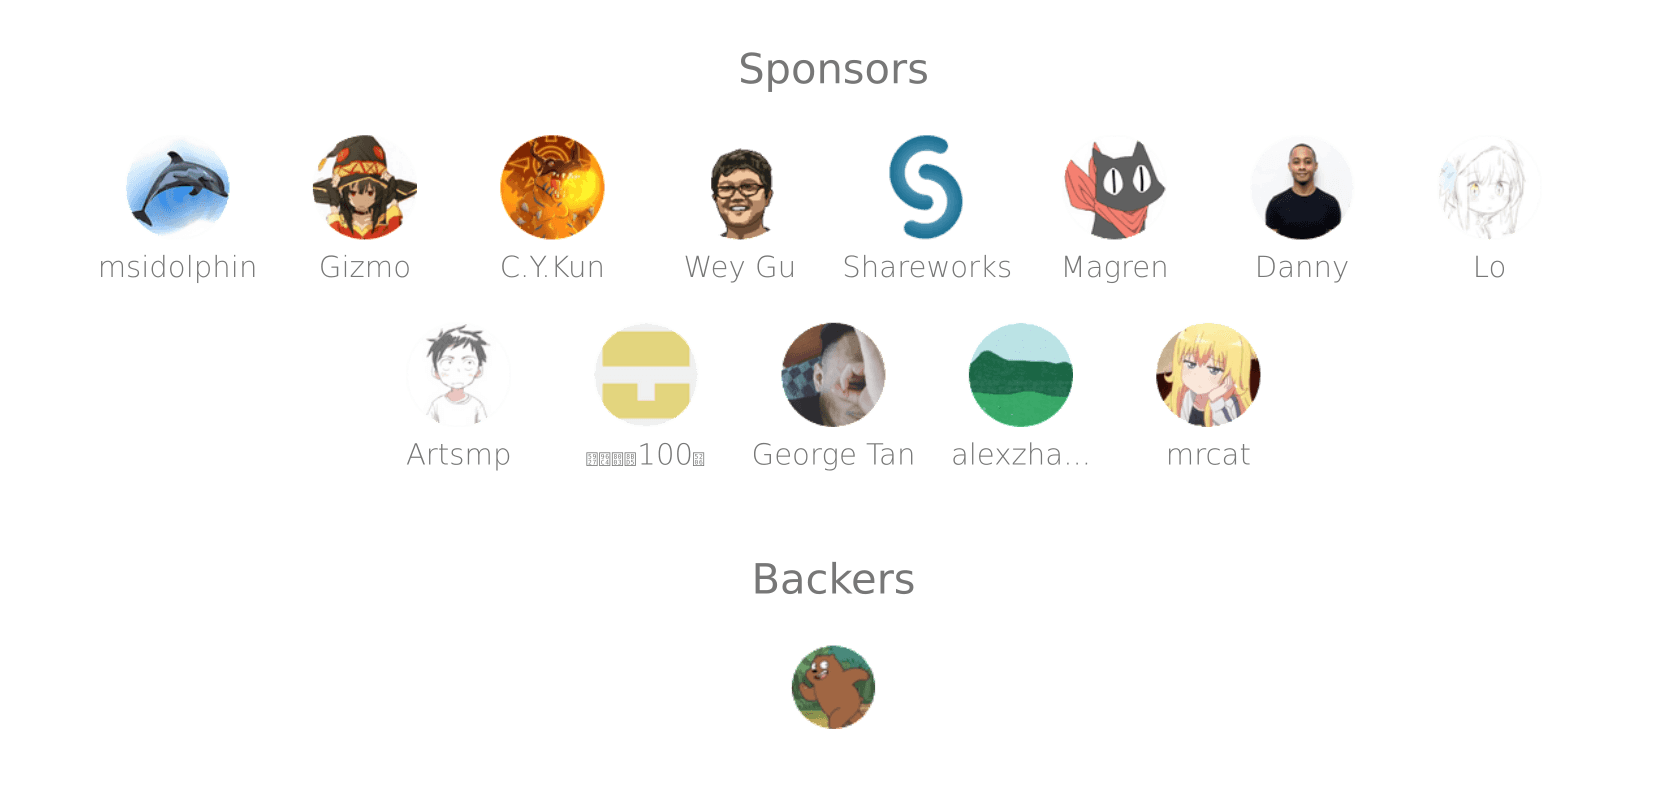 Sponsors
msidolphin Gizmo C.Y.Kun Wey Gu Shareworks Magren Danny Lo
Artsmp 100 George Tan alexzha... mrcat
Backers